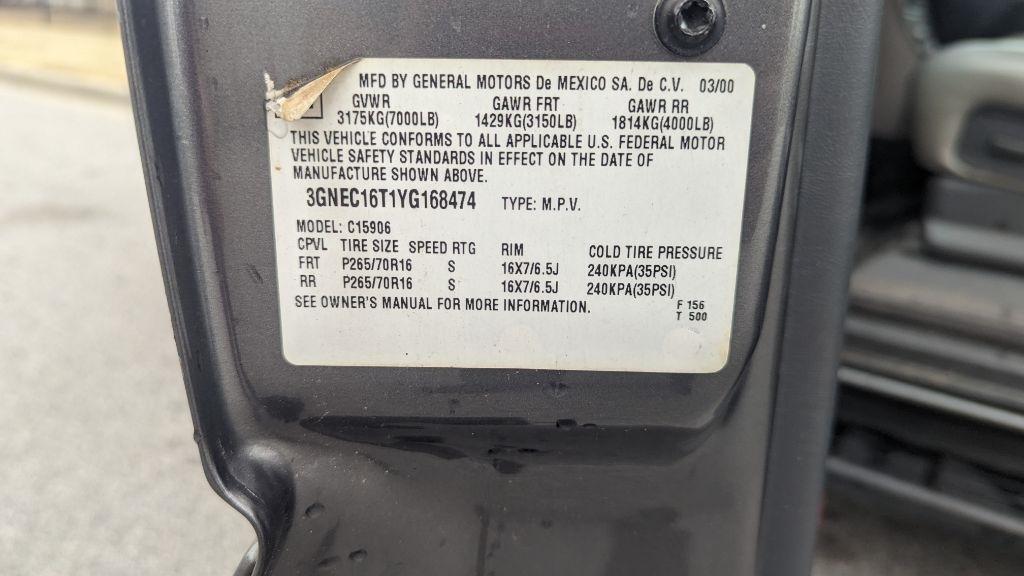 MFD BY GENERAL MOTORS De MEXICO SA. De C.V. 03/00
GVWR GAWR FRT GAWR RR
3175KG(7000LB) 1429KG(3150LB) 1814KG(4000LB)
THIS VEHICLE CONFORMS TO ALL APPLICABLE U.S. FEDERAL MOTOR
VEHICLE SAFETY STANDARDS IN EFFECT ON THE DATE OF
MANUFACTURE SHOWN ABOVE.
3GNEC16T1YG168474 TYPE: M.P.V.
MODEL: C15906
CPVL TIRE SIZE SPEED RTG RIM COLD TIRE PRESSURE
FRT P265/70R16 S 16X7/6.5J 240KPA(35PSI)
RR P265/70R16 S 16X7/6.5J 240KPA(35PSI)
SEE OWNER'S MANUAL FOR MORE INFORMATION. F 156
T 500